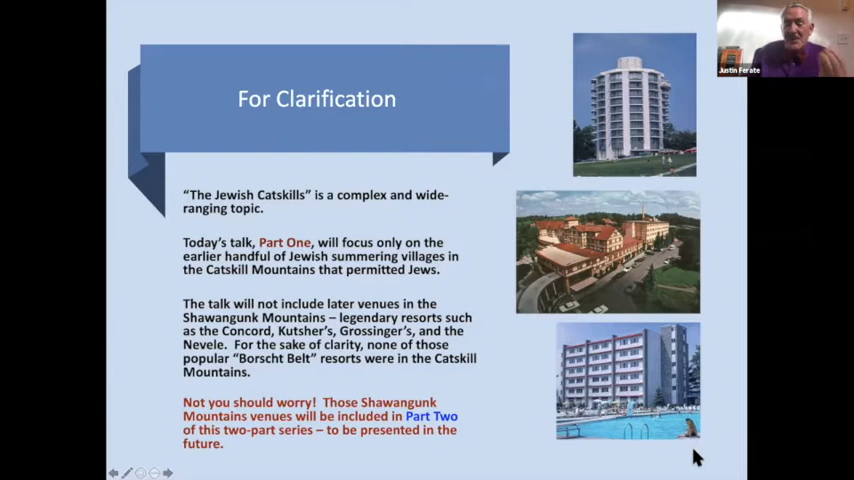 For Clarification
"The Jewish Catskills" is a complex and wide-
ranging topic.
Today's talk, Part One, will focus only on the
earlier handful of Jewish summering villages in
the Catskill Mountains that permitted Jews.
The talk will not include later venues in the
Shawangunk Mountains – legendary resorts such
as the Concord, Kutsher's, Grossinger's, and the
Nevele. For the sake of clarity, none of those
popular "Borscht Belt" resorts were in the Catskill
Mountains.
Not you should worry! Those Shawangunk
Mountains venues will be included in Part Two
of this two-part series – to be presented in the
future.
Justin Ferate